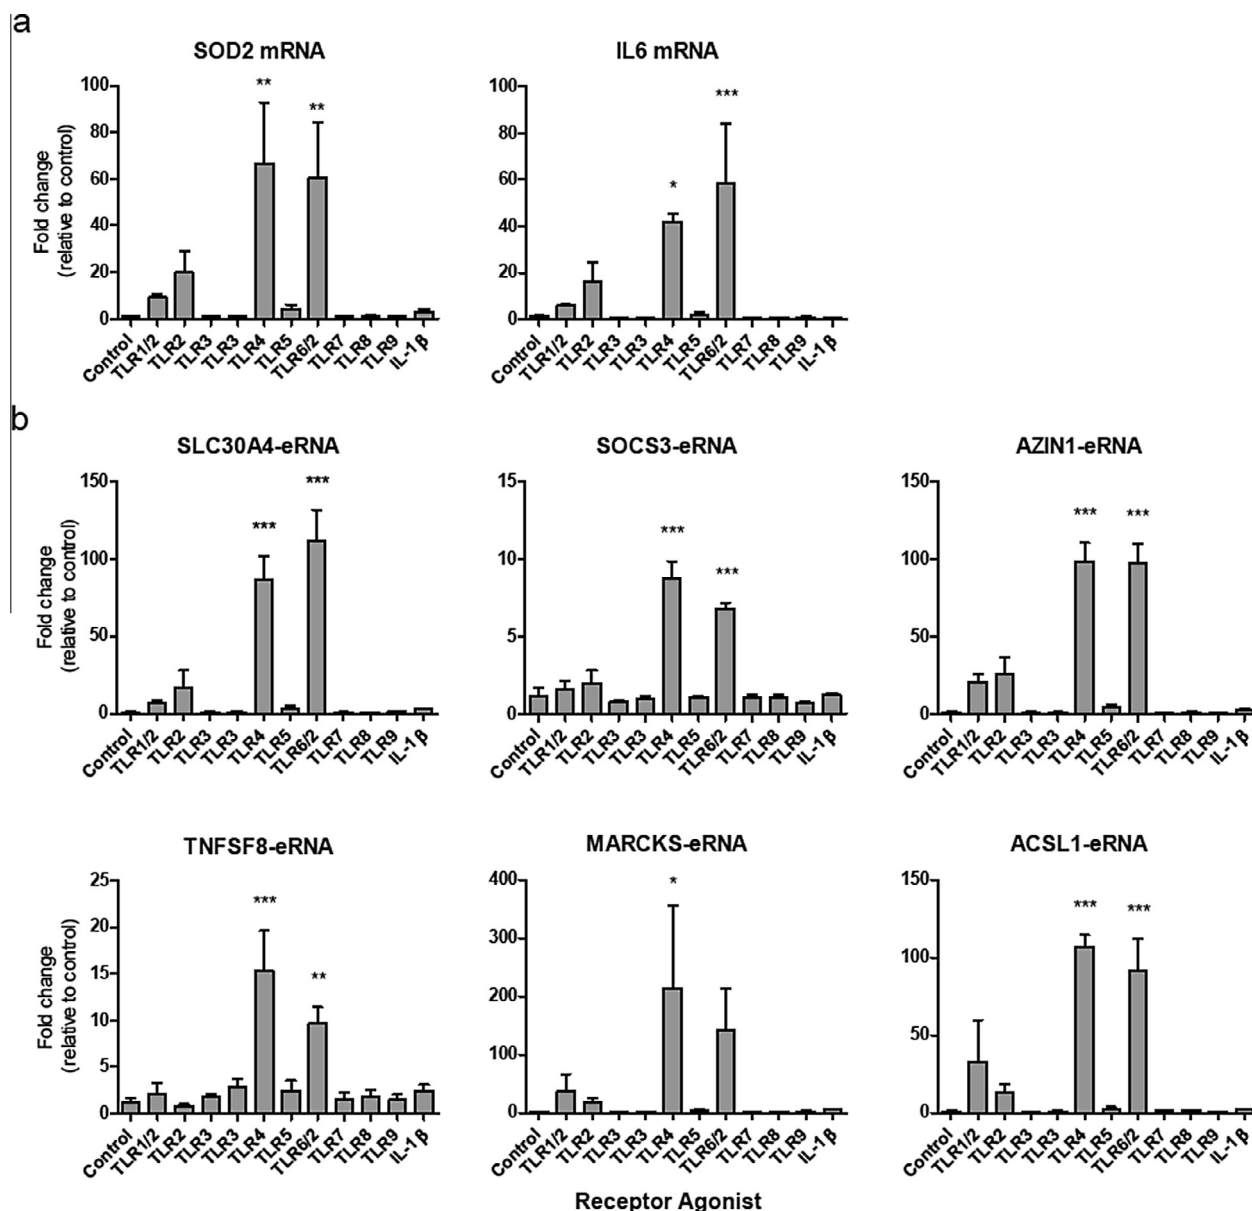 a
SOD2 mRNA
IL6 mRNA
Fold change
(relative to control)
100
80
60
40
20
0
**
**
Control
TLR1/2
TLR2
TLR3
TLR3
TLR4
TLR5
TLR6/2
TLR7
TLR8
TLR9
IL-1β
100
80
60
40
20
0
*
***
Control
TLR1/2
TLR2
TLR3
TLR3
TLR4
TLR5
TLR6/2
TLR7
TLR8
TLR9
IL-1β
b
SLC30A4-eRNA
SOCS3-eRNA
AZIN1-eRNA
Fold change
(relative to control)
150
100
50
0
***
***
Control
TLR1/2
TLR2
TLR3
TLR3
TLR4
TLR5
TLR6/2
TLR7
TLR8
TLR9
IL-1β
15
10
5
0
***
***
Control
TLR1/2
TLR2
TLR3
TLR3
TLR4
TLR5
TLR6/2
TLR7
TLR8
TLR9
IL-1β
150
100
50
0
***
***
Control
TLR1/2
TLR2
TLR3
TLR3
TLR4
TLR5
TLR6/2
TLR7
TLR8
TLR9
IL-1β
TNFSF8-eRNA
MARCKS-eRNA
ACSL1-eRNA
Fold change
(relative to control)
25
20
15
10
5
0
***
**
Control
TLR1/2
TLR2
TLR3
TLR3
TLR4
TLR5
TLR6/2
TLR7
TLR8
TLR9
IL-1β
400
300
200
100
0
*
Control
TLR1/2
TLR2
TLR3
TLR3
TLR4
TLR5
TLR6/2
TLR7
TLR8
TLR9
IL-1β
150
100
50
0
***
***
Control
TLR1/2
TLR2
TLR3
TLR3
TLR4
TLR5
TLR6/2
TLR7
TLR8
TLR9
IL-1β
Receptor Agonist